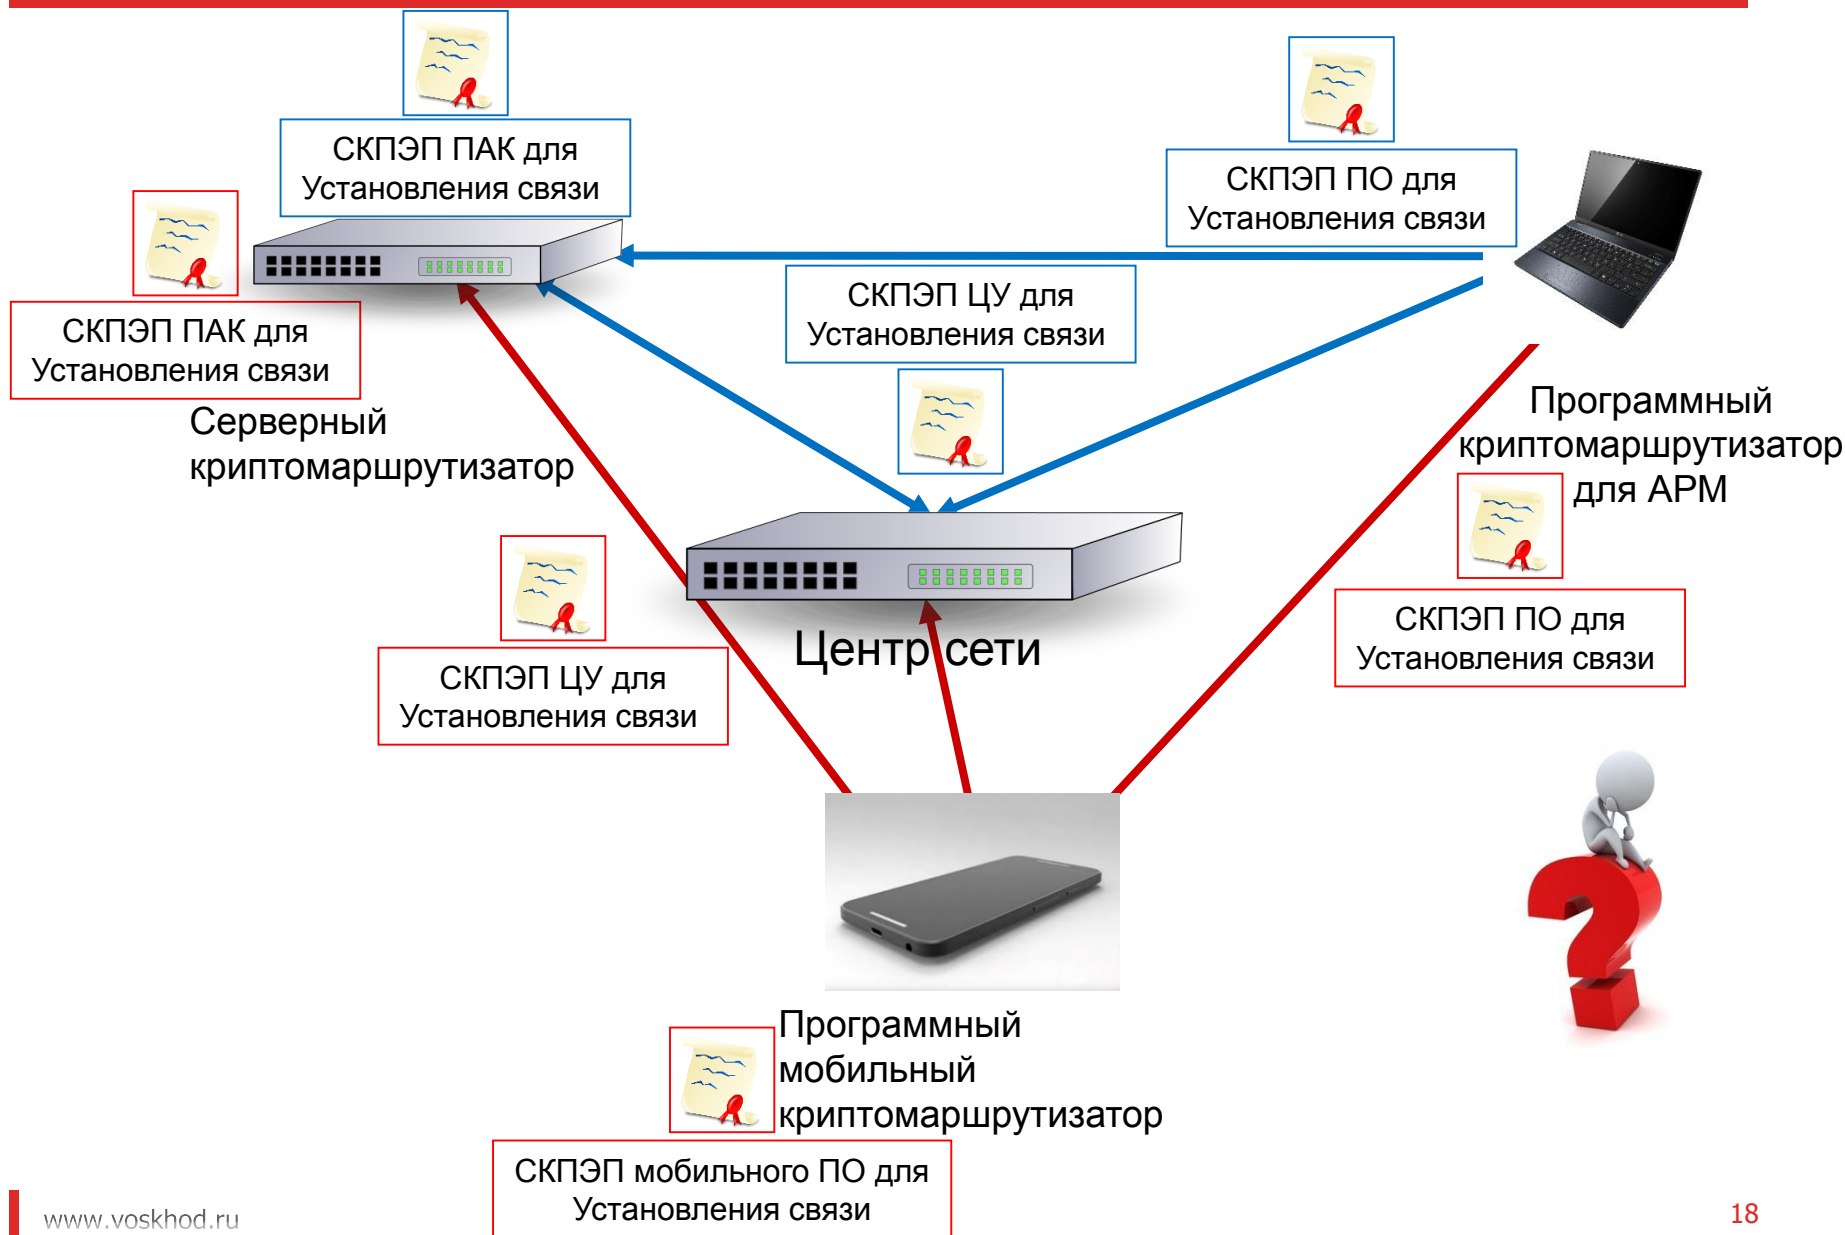 СКПЭП ПАК для
Установления связи
СКПЭП ПО для
Установления связи
СКПЭП ЦУ для
Установления связи
СКПЭП ПАК для
Установления связи
Серверный
криптомаршрутизатор
Программный
криптомаршрутизатор
для АРМ
СКПЭП ПО для
Установления связи
Центр сети
СКПЭП ЦУ для
Установления связи
Программный
мобильный
криптомаршрутизатор
СКПЭП мобильного ПО для
Установления связи
www.voskhod.ru
18